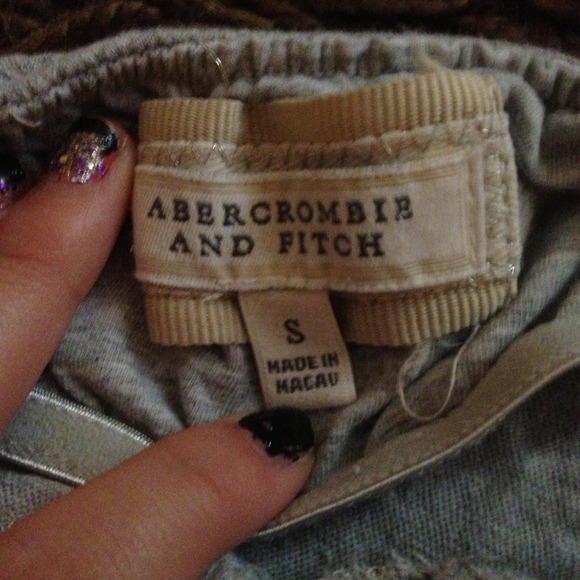 ABERCROMBIE
AND FITCH
S
MADE IN
MACAU